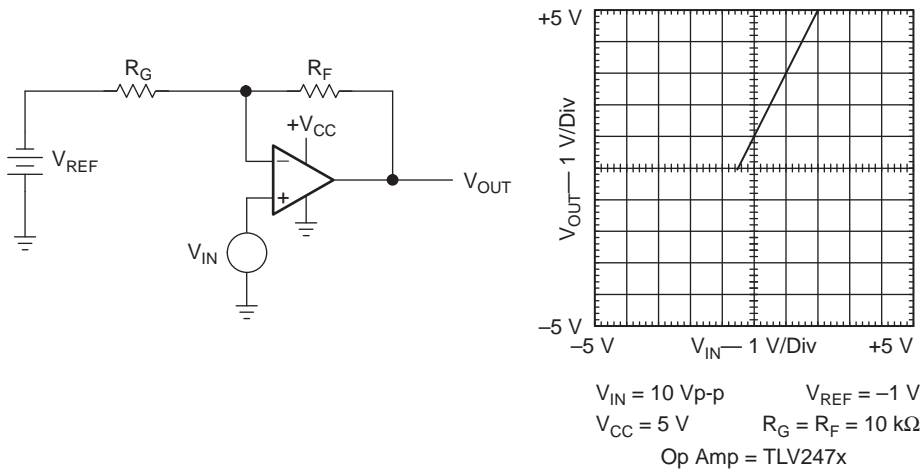 R_G
R_F
+V_CC
V_REF
−
+
V_OUT
V_IN
+5 V
V_OUT— 1 V/Div
–5 V
–5 V
V_IN— 1 V/Div
+5 V
V_IN = 10 Vp-p V_REF = –1 V
V_CC = 5 V R_G = R_F = 10 kΩ
Op Amp = TLV247x